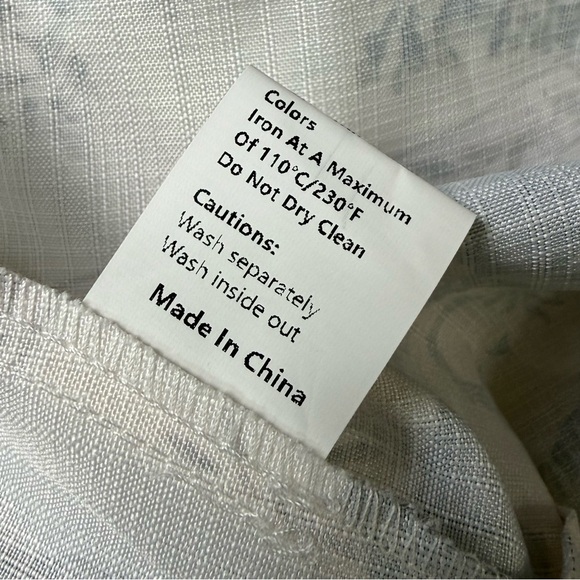 Colors
Iron At A Maximum
Of 110°C/230°F
Do Not Dry Clean
Cautions:
Wash separately
Wash inside out
Made In China